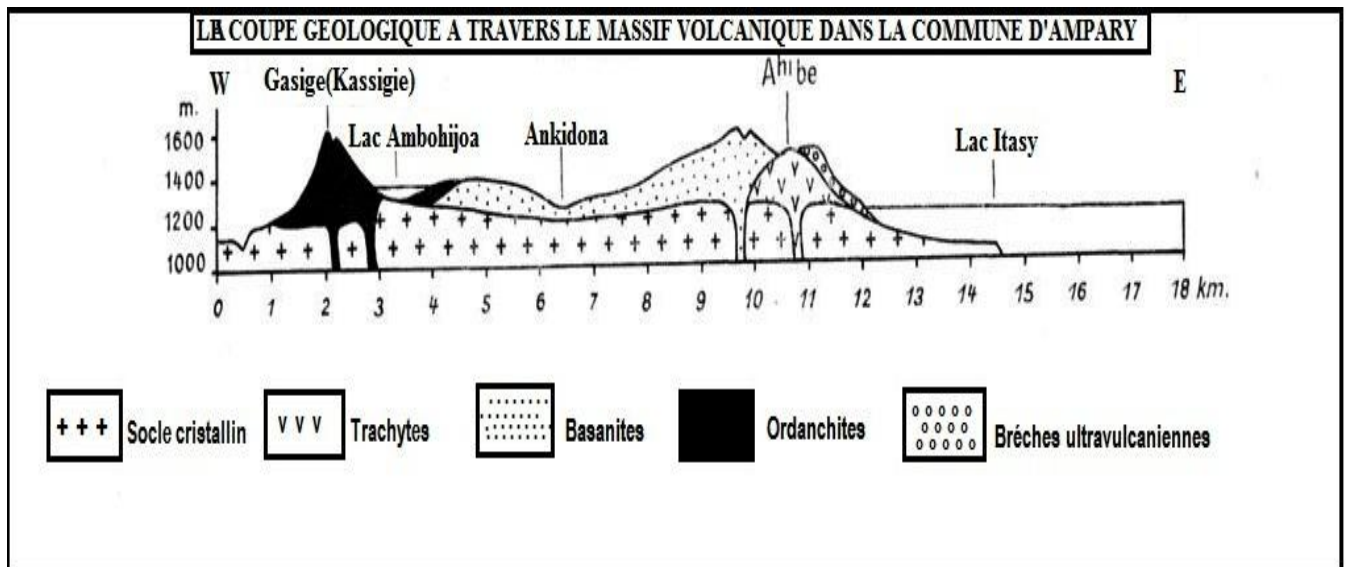 LA COUPE GEOLOGIQUE A TRAVERS LE MASSIF VOLCANIQUE DANS LA COMMUNE D'AMPARY
W Gasige(Kassigie) Ahi be E
m.
Lac Ambohijoa Ankidona Lac Itasy
1600
1400
1200
1000
0 1 2 3 4 5 6 7 8 9 10 11 12 13 14 15 16 17 18 km.
Socle cristallin Trachytes Basanites Ordanchites Bréches ultravulcaniennes